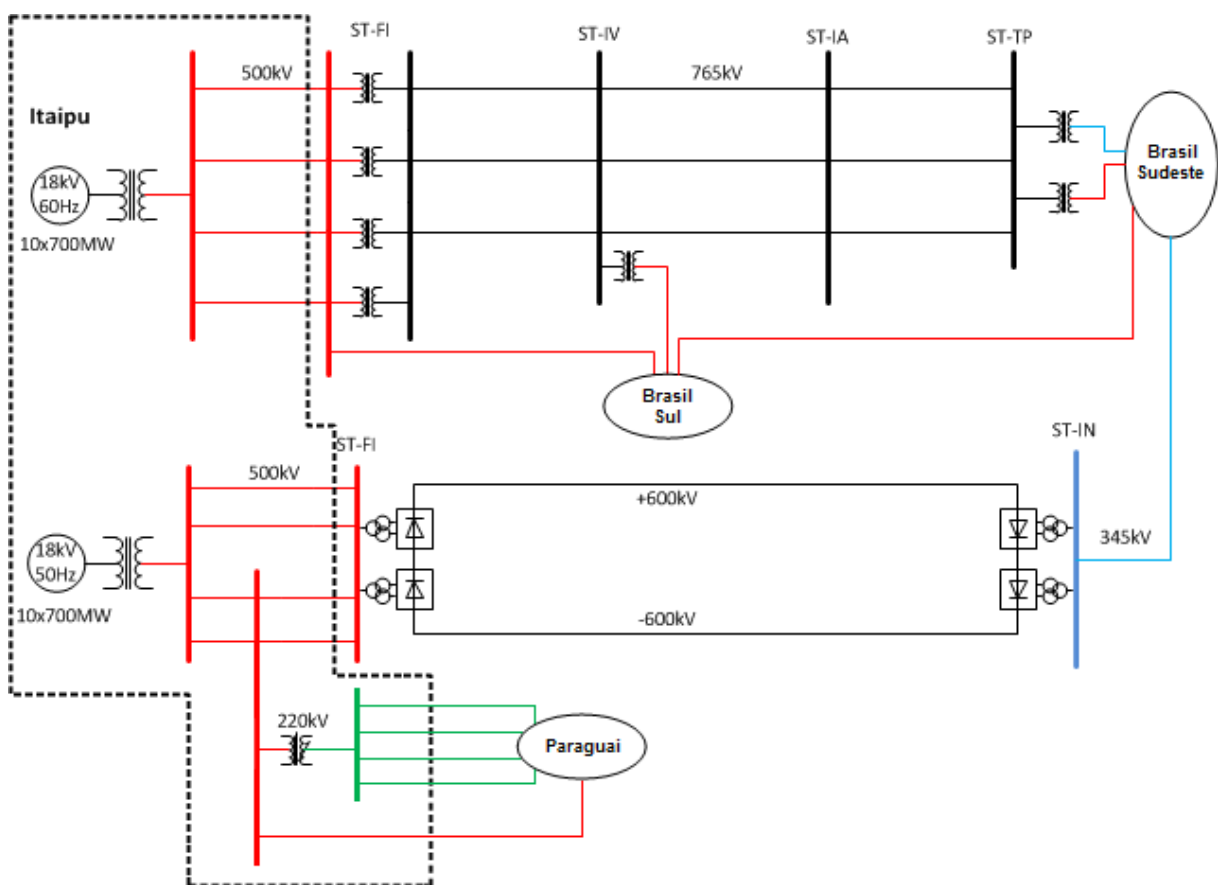 ST-FI
ST-IV
ST-IA
ST-TP
500kV
765kV
Itaipu
18kV
60Hz
10x700MW
Brasil
Sudeste
Brasil
Sul
ST-FI
ST-IN
500kV
+600kV
345kV
18kV
50Hz
10x700MW
-600kV
220kV
Paraguai